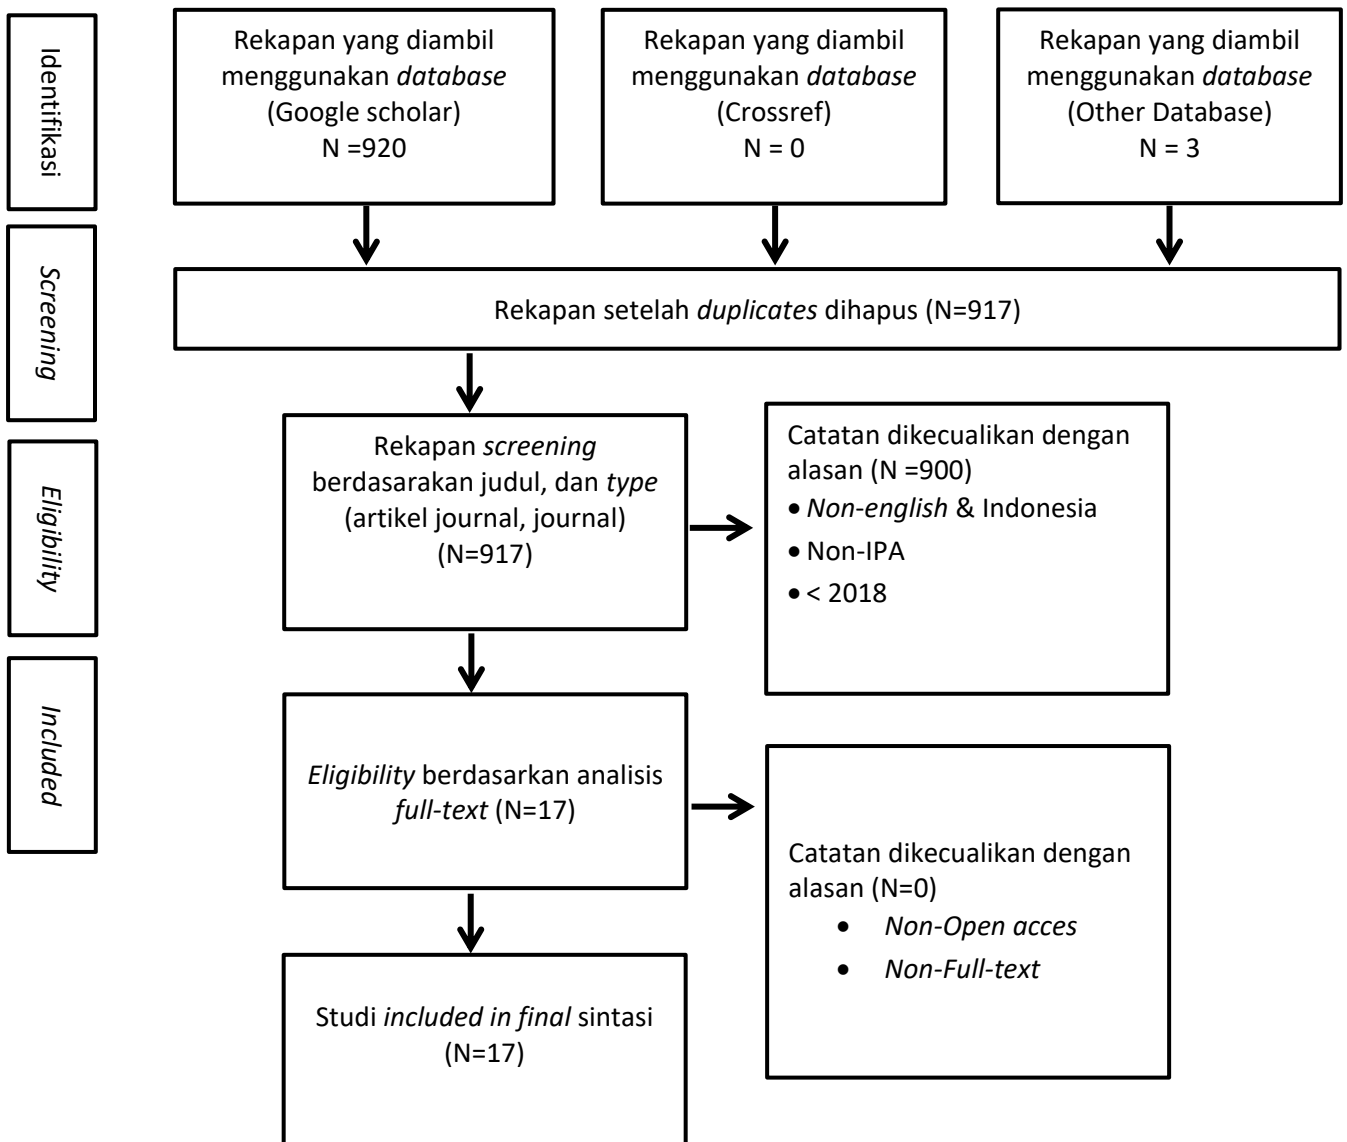 Identifikasi
Rekapan yang diambil
menggunakan database
(Google scholar)
N =920
Rekapan yang diambil
menggunakan database
(Crossref)
N = 0
Rekapan yang diambil
menggunakan database
(Other Database)
N = 3
Screening
Rekapan setelah duplicates dihapus (N=917)
Eligibility
Rekapan screening
berdasarakan judul, dan type
(artikel journal, journal)
(N=917)
Catatan dikecualikan dengan
alasan (N =900)
• Non-english & Indonesia
• Non-IPA
• < 2018
Included
Eligibility berdasarkan analisis
full-text (N=17)
Catatan dikecualikan dengan
alasan (N=0)
• Non-Open acces
• Non-Full-text
Studi included in final sintasi
(N=17)